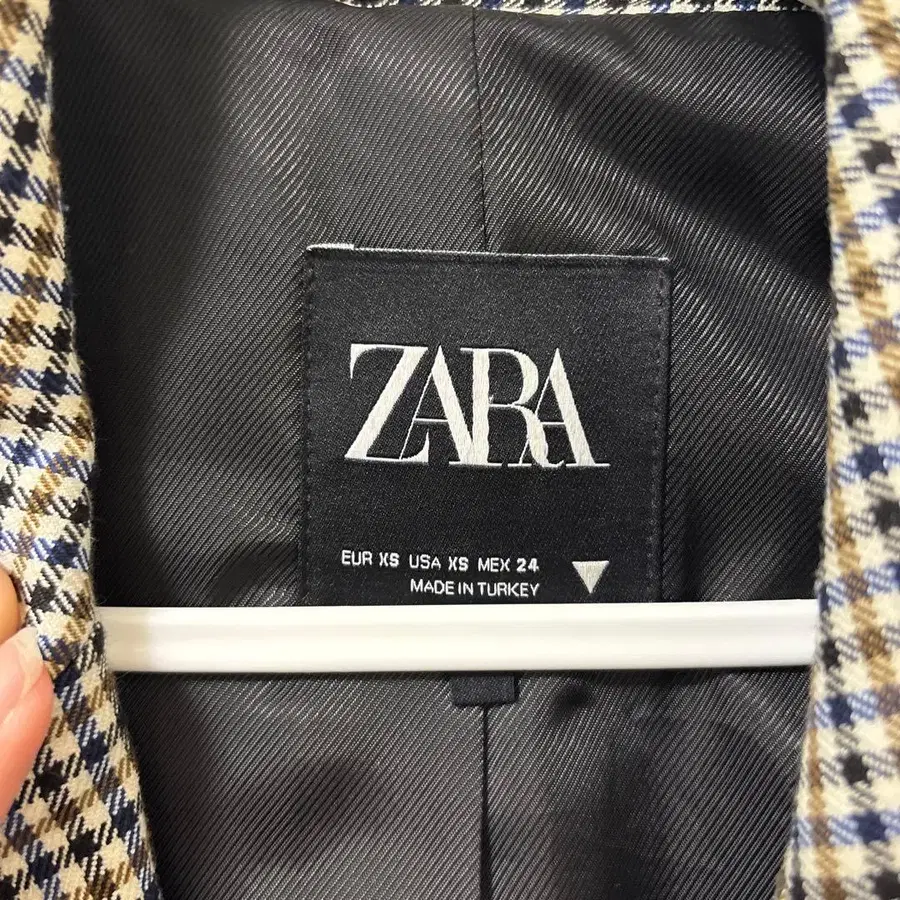 ZARA
EUR XS USA XS MEX 24
MADE IN TURKEY